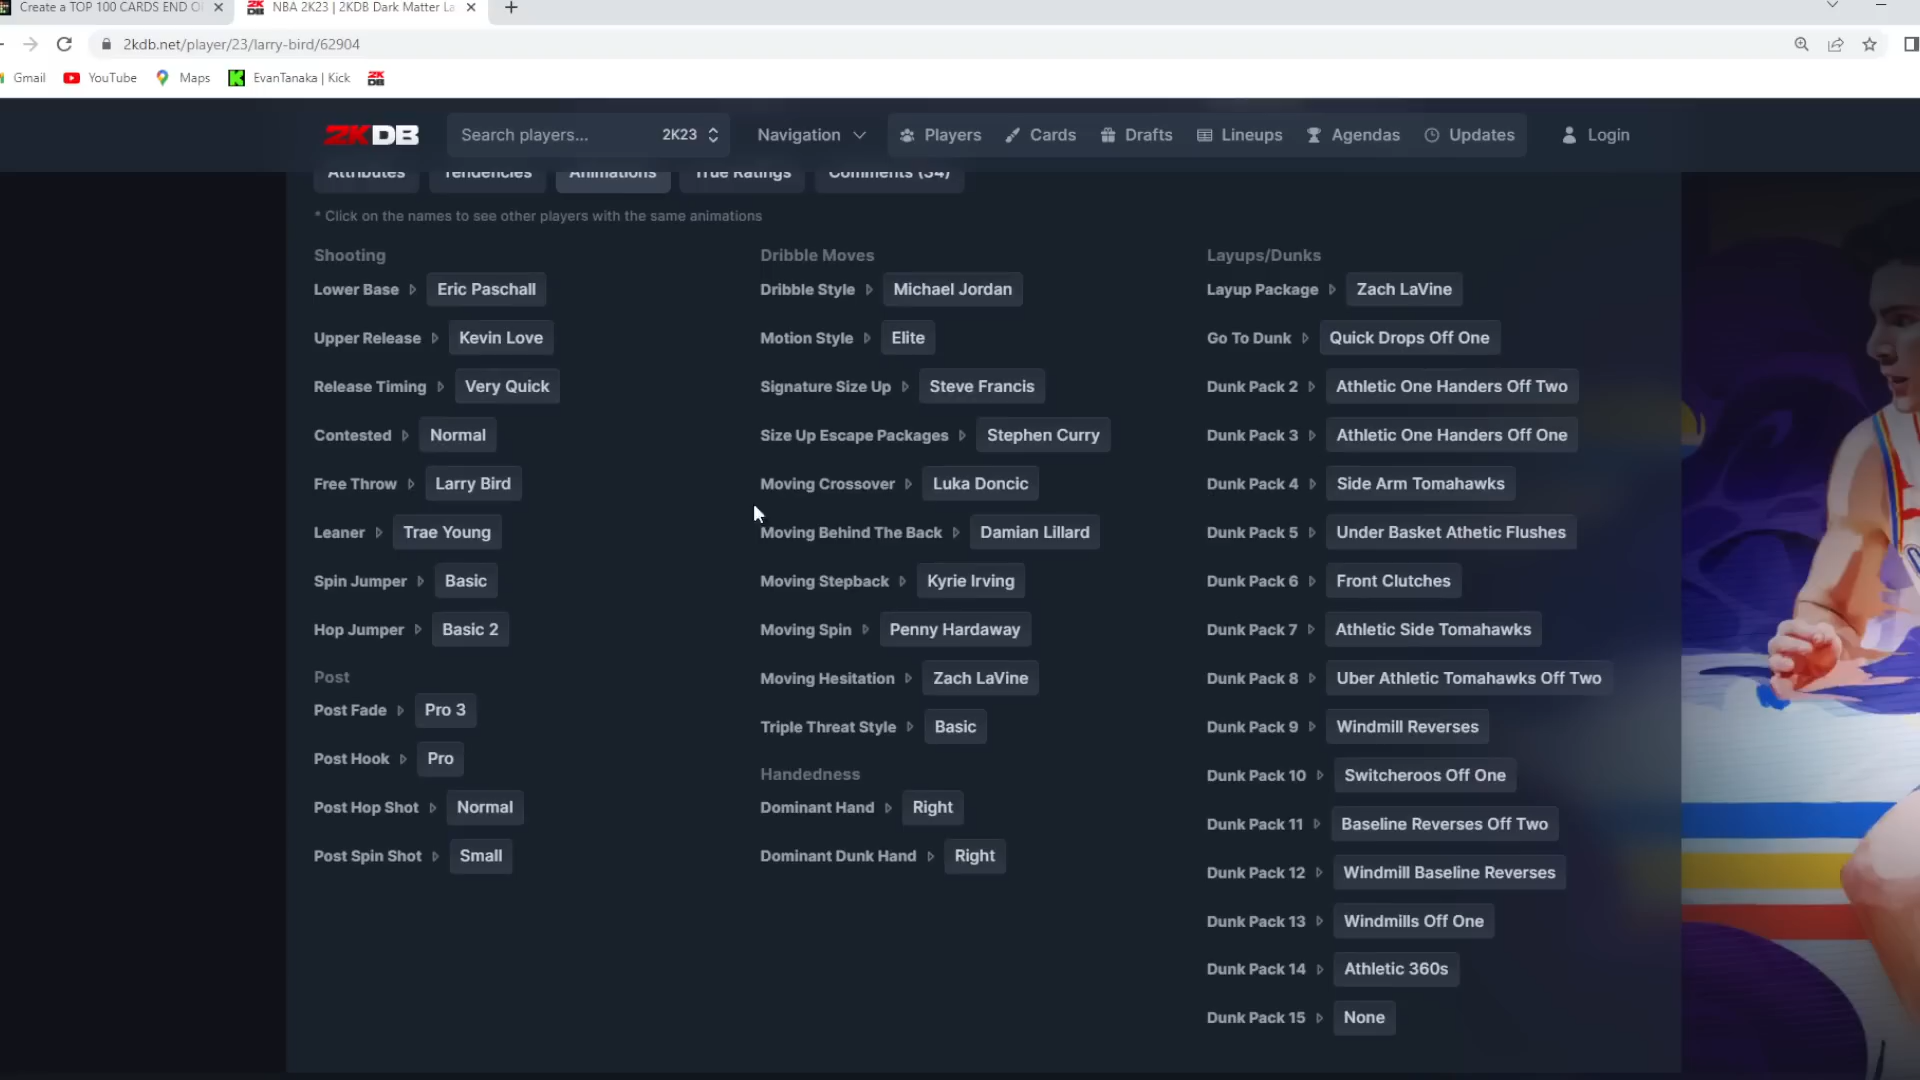 Create a TOP 100 CARDS END O
NBA 2K23 | 2KDB Dark Matter La
2kdb.net/player/23/larry-bird/62904
Gmail YouTube Maps EvanTanaka | Kick 2K DB
2KDB Search players... 2K23 Navigation Players Cards Drafts Lineups Agendas Updates Login
Attributes Tendencies Animations True Ratings Comments (34)
* Click on the names to see other players with the same animations
Shooting
Lower Base Eric Paschall
Upper Release Kevin Love
Release Timing Very Quick
Contested Normal
Free Throw Larry Bird
Leaner Trae Young
Spin Jumper Basic
Hop Jumper Basic 2
Post
Post Fade Pro 3
Post Hook Pro
Post Hop Shot Normal
Post Spin Shot Small
Dribble Moves
Dribble Style Michael Jordan
Motion Style Elite
Signature Size Up Steve Francis
Size Up Escape Packages Stephen Curry
Moving Crossover Luka Doncic
Moving Behind The Back Damian Lillard
Moving Stepback Kyrie Irving
Moving Spin Penny Hardaway
Moving Hesitation Zach LaVine
Triple Threat Style Basic
Handedness
Dominant Hand Right
Dominant Dunk Hand Right
Layups/Dunks
Layup Package Zach LaVine
Go To Dunk Quick Drops Off One
Dunk Pack 2 Athletic One Handers Off Two
Dunk Pack 3 Athletic One Handers Off One
Dunk Pack 4 Side Arm Tomahawks
Dunk Pack 5 Under Basket Athetic Flushes
Dunk Pack 6 Front Clutches
Dunk Pack 7 Athletic Side Tomahawks
Dunk Pack 8 Uber Athletic Tomahawks Off Two
Dunk Pack 9 Windmill Reverses
Dunk Pack 10 Switcheroos Off One
Dunk Pack 11 Baseline Reverses Off Two
Dunk Pack 12 Windmill Baseline Reverses
Dunk Pack 13 Windmills Off One
Dunk Pack 14 Athletic 360s
Dunk Pack 15 None